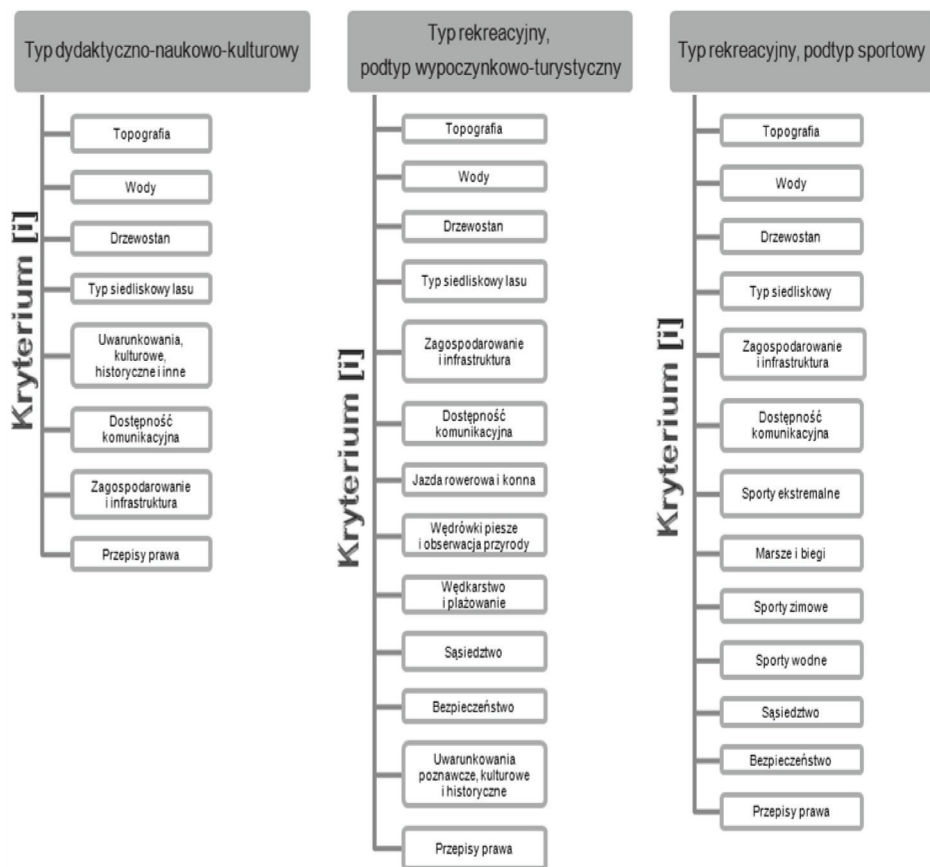 Typ dydaktyczno-naukowo-kulturowy
Kryterium [i]
Topografia
Wody
Drzewostan
Typ siedliskowy lasu
Uwarunkowania,
kulturowe,
historyczne i inne
Dostępność
komunikacyjna
Zagospodarowanie
i infrastruktura
Przepisy prawa
Typ rekreacyjny,
podtyp wypoczynkowo-turystyczny
Kryterium [i]
Topografia
Wody
Drzewostan
Typ siedliskowy lasu
Zagospodarowanie
i infrastruktura
Dostępność
komunikacyjna
Jazda rowerowa i konna
Wędrówki piesze
i obserwacja przyrody
Wędkarstwo
i plażowanie
Sąsiedztwo
Bezpieczeństwo
Uwarunkowania
poznawcze, kulturowe
i historyczne
Przepisy prawa
Typ rekreacyjny, podtyp sportowy
Kryterium [i]
Topografia
Wody
Drzewostan
Typ siedliskowy
Zagospodarowanie
i infrastruktura
Dostępność
komunikacyjna
Sporty ekstremalne
Marsze i biegi
Sporty zimowe
Sporty wodne
Sąsiedztwo
Bezpieczeństwo
Przepisy prawa